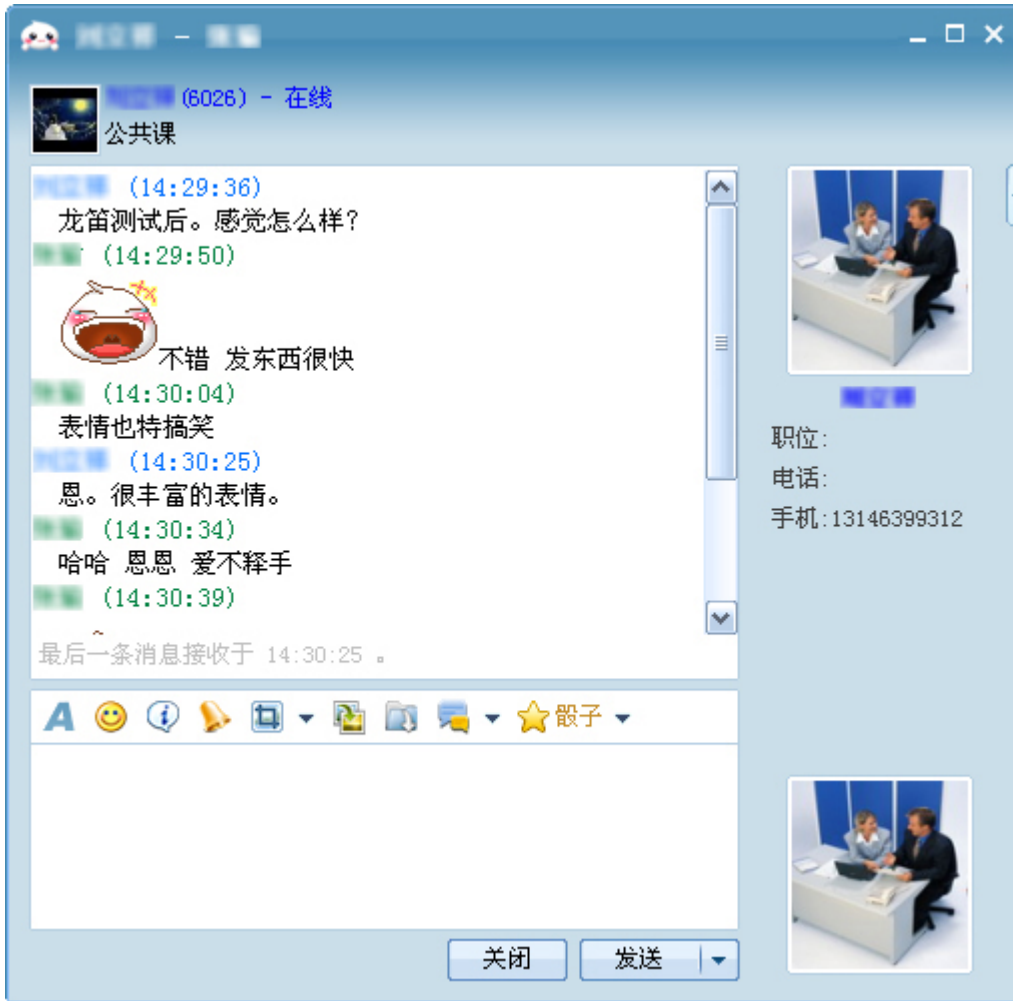 –
(6026) - 在线
公共课
(14:29:36)
龙笛测试后。感觉怎么样?
(14:29:50)
不错 发东西很快
(14:30:04)
表情也特搞笑
(14:30:25)
恩。很丰富的表情。
(14:30:34)
哈哈 恩恩 爱不释手
(14:30:39)
最后一条消息接收于 14:30:25 。
职位:
电话:
手机:13146399312
A
骰子
关闭
发送